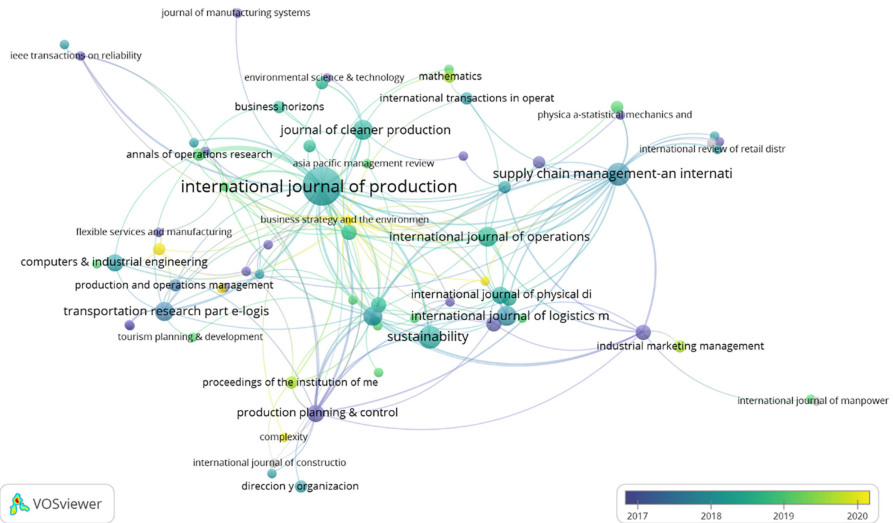 journal of manufacturing systems
ieee transactions on reliability
environmental science & technology
mathematics
business horizons
international transactions in operat
physica a-statistical mechanics and
journal of cleaner production
international review of retail distr
annals of operations research
asia pacific management review
supply chain management-an internati
international journal of production
business strategy and the environmen
flexible services and manufacturing
international journal of operations
computers & industrial engineering
production and operations management
international journal of physical di
transportation research part e-logis
international journal of logistics m
tourism planning & development
sustainability
industrial marketing management
proceedings of the institution of me
international journal of manpower
production planning & control
complexity
international journal of constructio
direccion y organizacion
VOSviewer
2017 2018 2019 2020